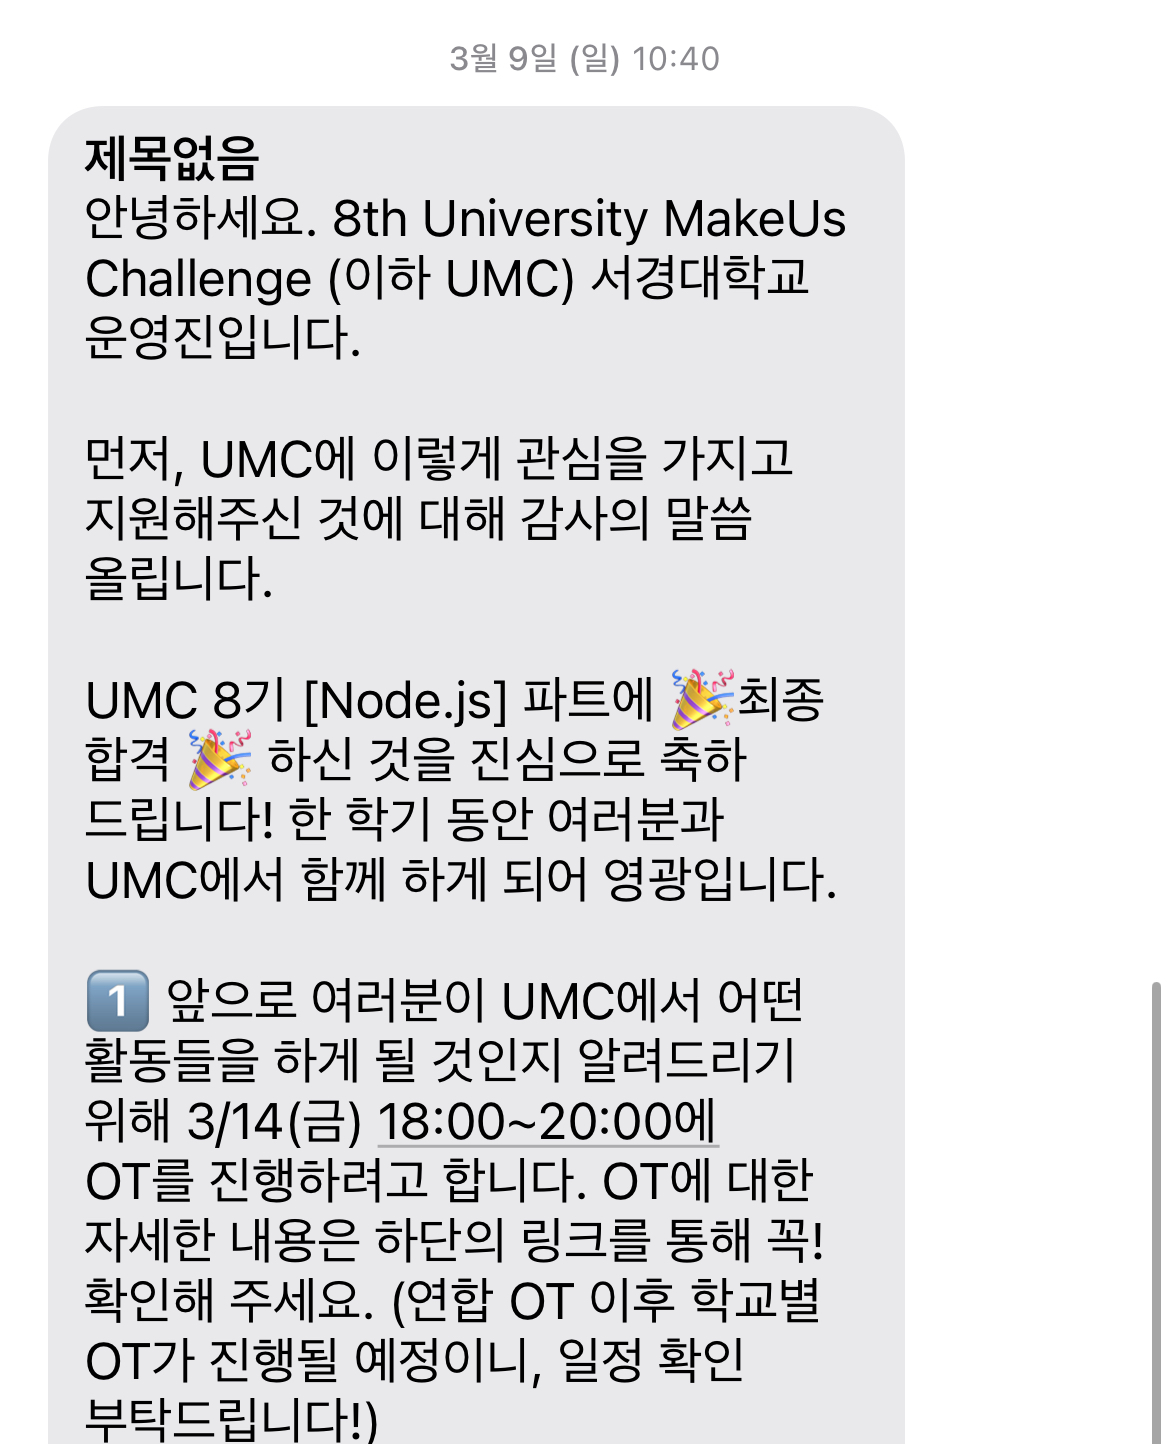 3월 9일 (일) 10:40
제목없음
안녕하세요. 8th University MakeUs
Challenge (이하 UMC) 서경대학교
운영진입니다.
먼저, UMC에 이렇게 관심을 가지고
지원해주신 것에 대해 감사의 말씀
올립니다.
UMC 8기 [Node.js] 파트에 🎉최종
합격 🎉 하신 것을 진심으로 축하
드립니다! 한 학기 동안 여러분과
UMC에서 함께 하게 되어 영광입니다.
1️⃣ 앞으로 여러분이 UMC에서 어떤
활동들을 하게 될 것인지 알려드리기
위해 3/14(금) 18:00~20:00에
OT를 진행하려고 합니다. OT에 대한
자세한 내용은 하단의 링크를 통해 꼭!
확인해 주세요. (연합 OT 이후 학교별
OT가 진행될 예정이니, 일정 확인
부탁드립니다!)